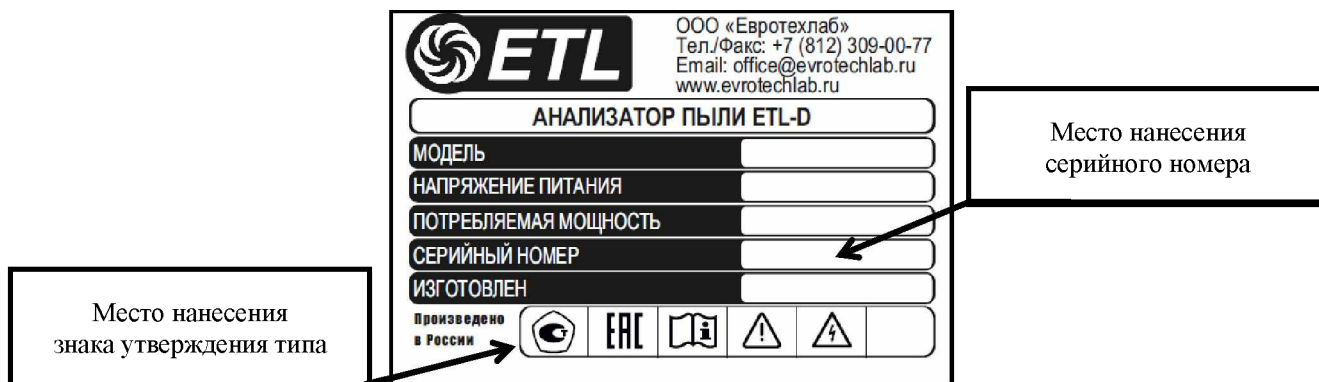 ETL
ООО «Евротехлаб»
Тел./Факс: +7 (812) 309-00-77
Email: office@evrotechlab.ru
www.evrotechlab.ru
АНАЛИЗАТОР ПЫЛИ ETL-D
МОДЕЛЬ
НАПРЯЖЕНИЕ ПИТАНИЯ
ПОТРЕБЛЯЕМАЯ МОЩНОСТЬ
СЕРИЙНЫЙ НОМЕР
ИЗГОТОВЛЕН
Произведено
в России
EAC
Место нанесения
серийного номера
Место нанесения
знака утверждения типа